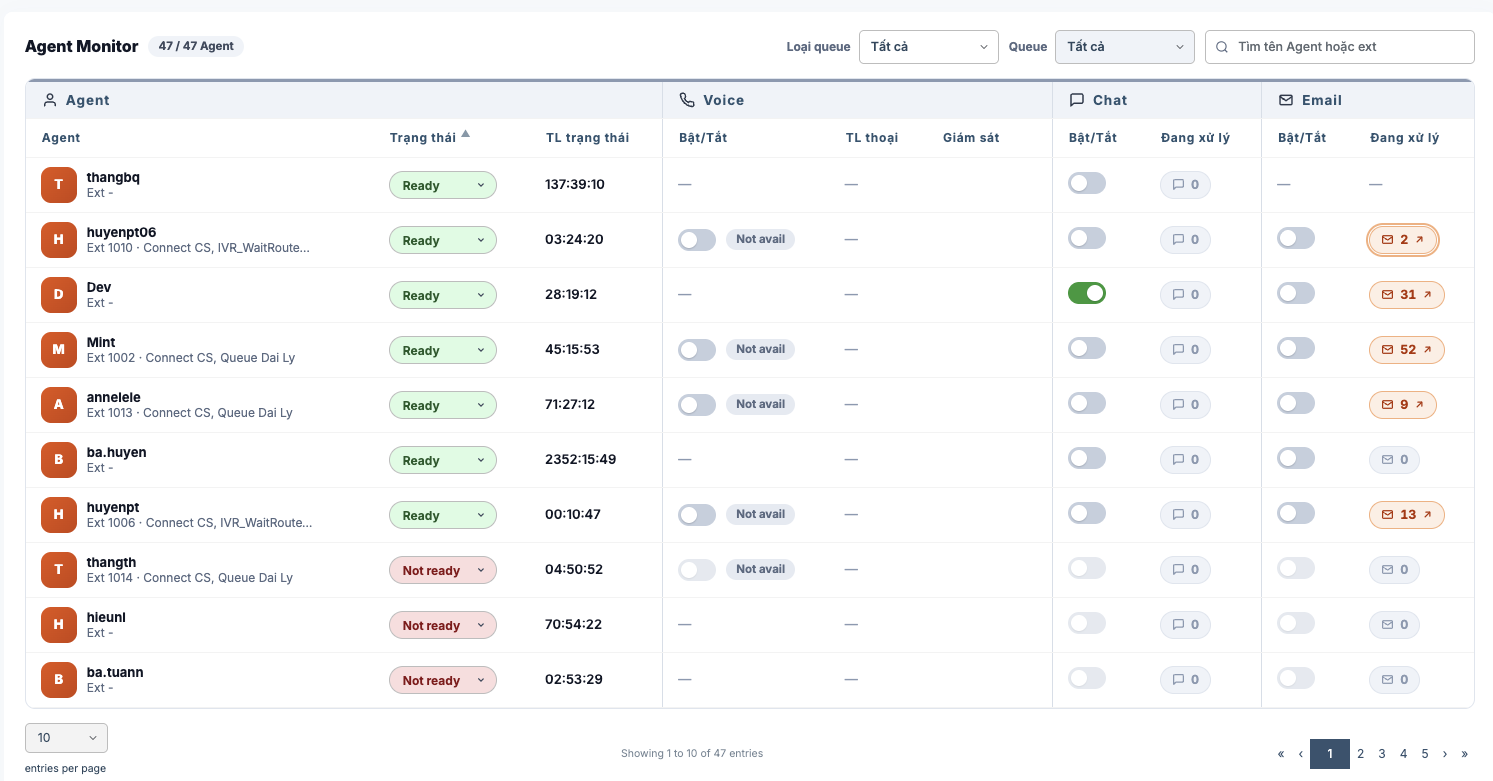 Agent Monitor 47 / 47 Agent Loại queue Tất cả Queue Tất cả Tìm tên Agent hoặc ext
Agent Voice Chat Email
Agent Trạng thái TL trạng thái Bật/Tắt TL thoại Giám sát Bật/Tắt Đang xử lý Bật/Tắt Đang xử lý
T thangbq Ready 137:39:10 — — 0 — —
Ext -
H huyenpt06 Ready 03:24:20 Not avail — 0 2
Ext 1010 · Connect CS, IVR_WaitRoute...
D Dev Ready 28:19:12 — — 0 31
Ext -
M Mint Ready 45:15:53 Not avail — 0 52
Ext 1002 · Connect CS, Queue Dai Ly
A annelele Ready 71:27:12 Not avail — 0 9
Ext 1013 · Connect CS, Queue Dai Ly
B ba.huyen Ready 2352:15:49 — — 0 0
Ext -
H huyenpt Ready 00:10:47 Not avail — 0 13
Ext 1006 · Connect CS, IVR_WaitRoute...
T thangth Not ready 04:50:52 Not avail — 0 0
Ext 1014 · Connect CS, Queue Dai Ly
H hieunl Not ready 70:54:22 — — 0 0
Ext -
B ba.tuann Not ready 02:53:29 — — 0 0
Ext -
10 Showing 1 to 10 of 47 entries « ‹ 1 2 3 4 5 › »
entries per page